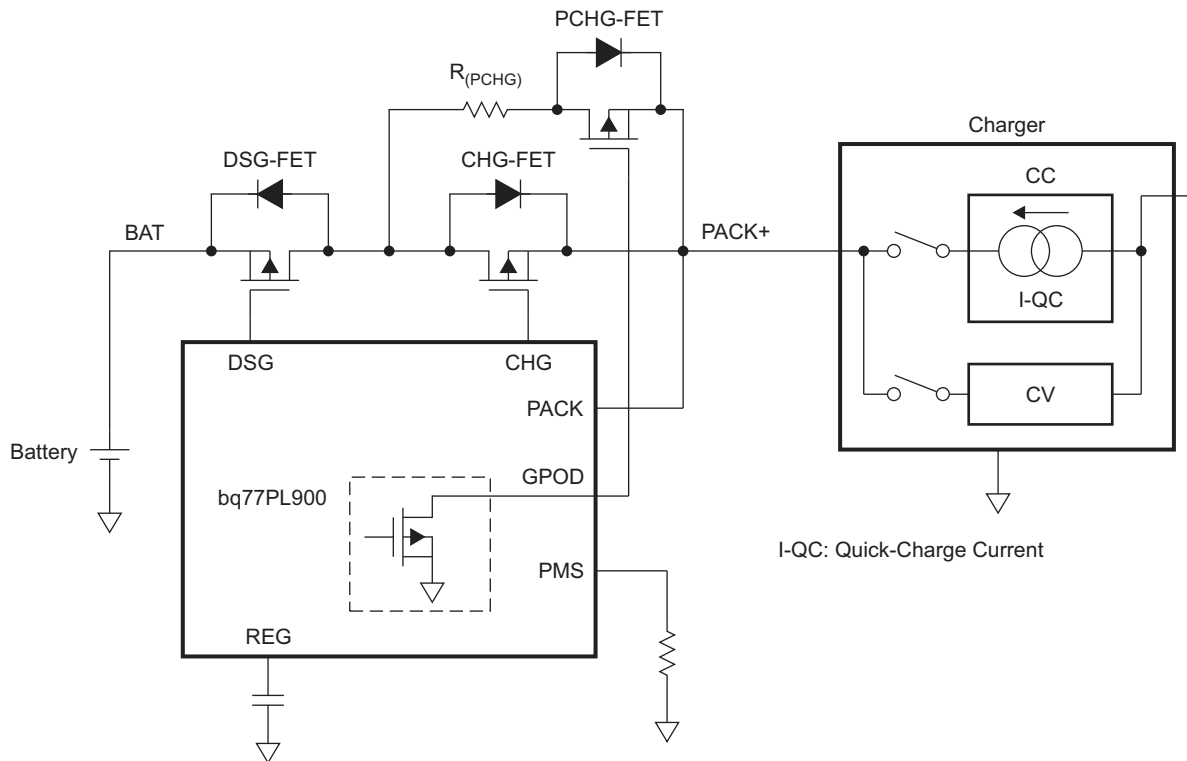 PCHG-FET
R(PCHG)
Charger
DSG-FET
CHG-FET
CC
BAT
PACK+
I-QC
DSG
CHG
CV
PACK
Battery
GPOD
bq77PL900
I-QC: Quick-Charge Current
PMS
REG